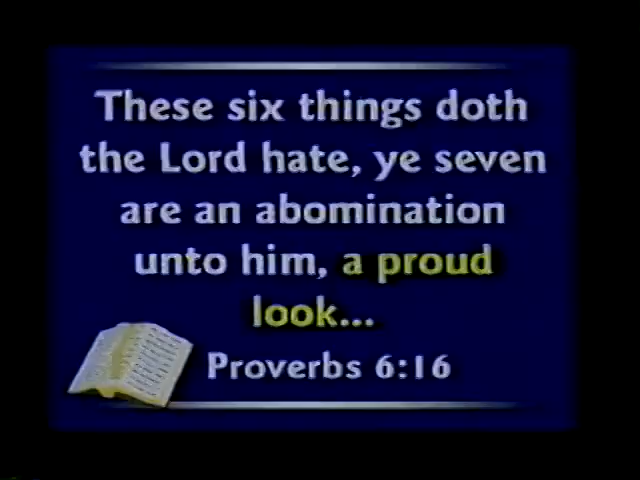 These six things doth
the Lord hate, ye seven
are an abomination
unto him, a proud
look...
Proverbs 6:16